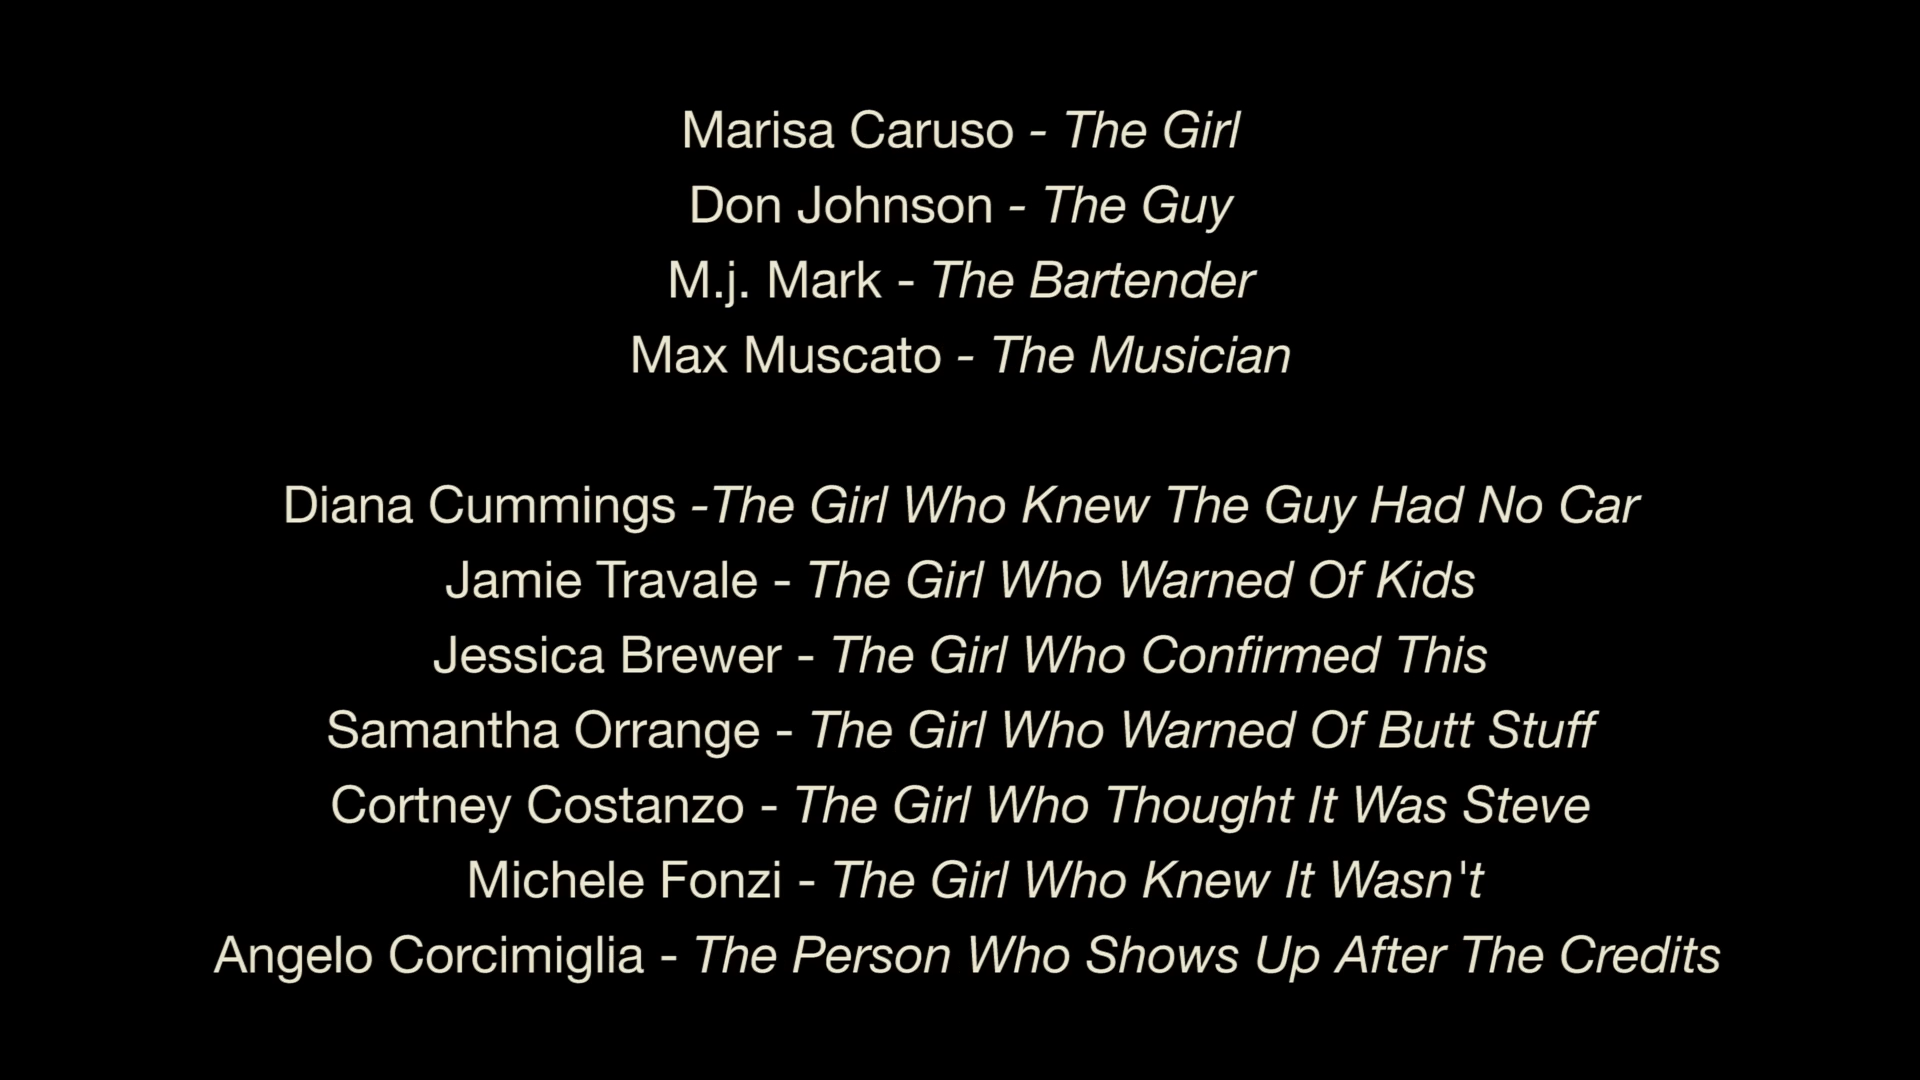 Marisa Caruso - The Girl
Don Johnson - The Guy
M.j. Mark - The Bartender
Max Muscato - The Musician
Diana Cummings -The Girl Who Knew The Guy Had No Car
Jamie Travale - The Girl Who Warned Of Kids
Jessica Brewer - The Girl Who Confirmed This
Samantha Orrange - The Girl Who Warned Of Butt Stuff
Cortney Costanzo - The Girl Who Thought It Was Steve
Michele Fonzi - The Girl Who Knew It Wasn't
Angelo Corcimiglia - The Person Who Shows Up After The Credits